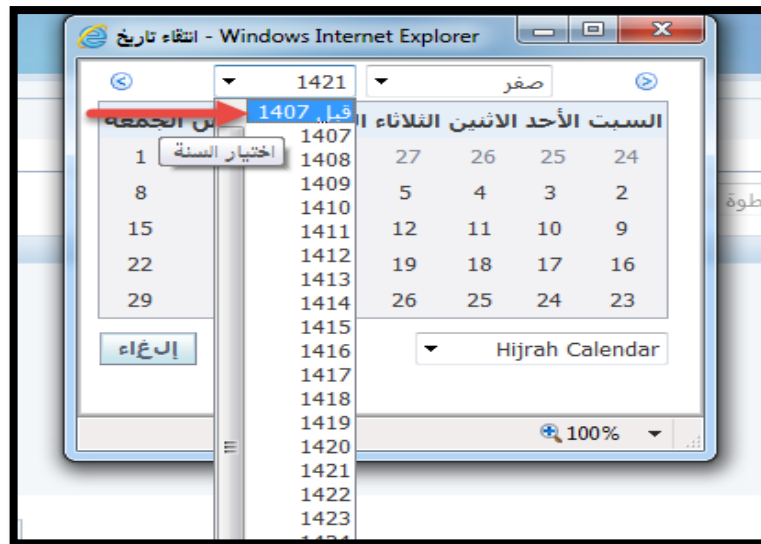 انتقاء تاريخ - Windows Internet Explorer
صفر 1421
السبت الأحد الاثنين الثلاثاء الجمعة
24 25 26 27 1
2 3 4 5 8
9 10 11 12 15
16 17 18 19 22
23 24 25 26 29
قبل 1407
1407
1408
1409
1410
1411
1412
1413
1414
1415
1416
1417
1418
1419
1420
1421
1422
1423
1424
اختيار السنة
Hijrah Calendar
إلغاء
100%
طوة